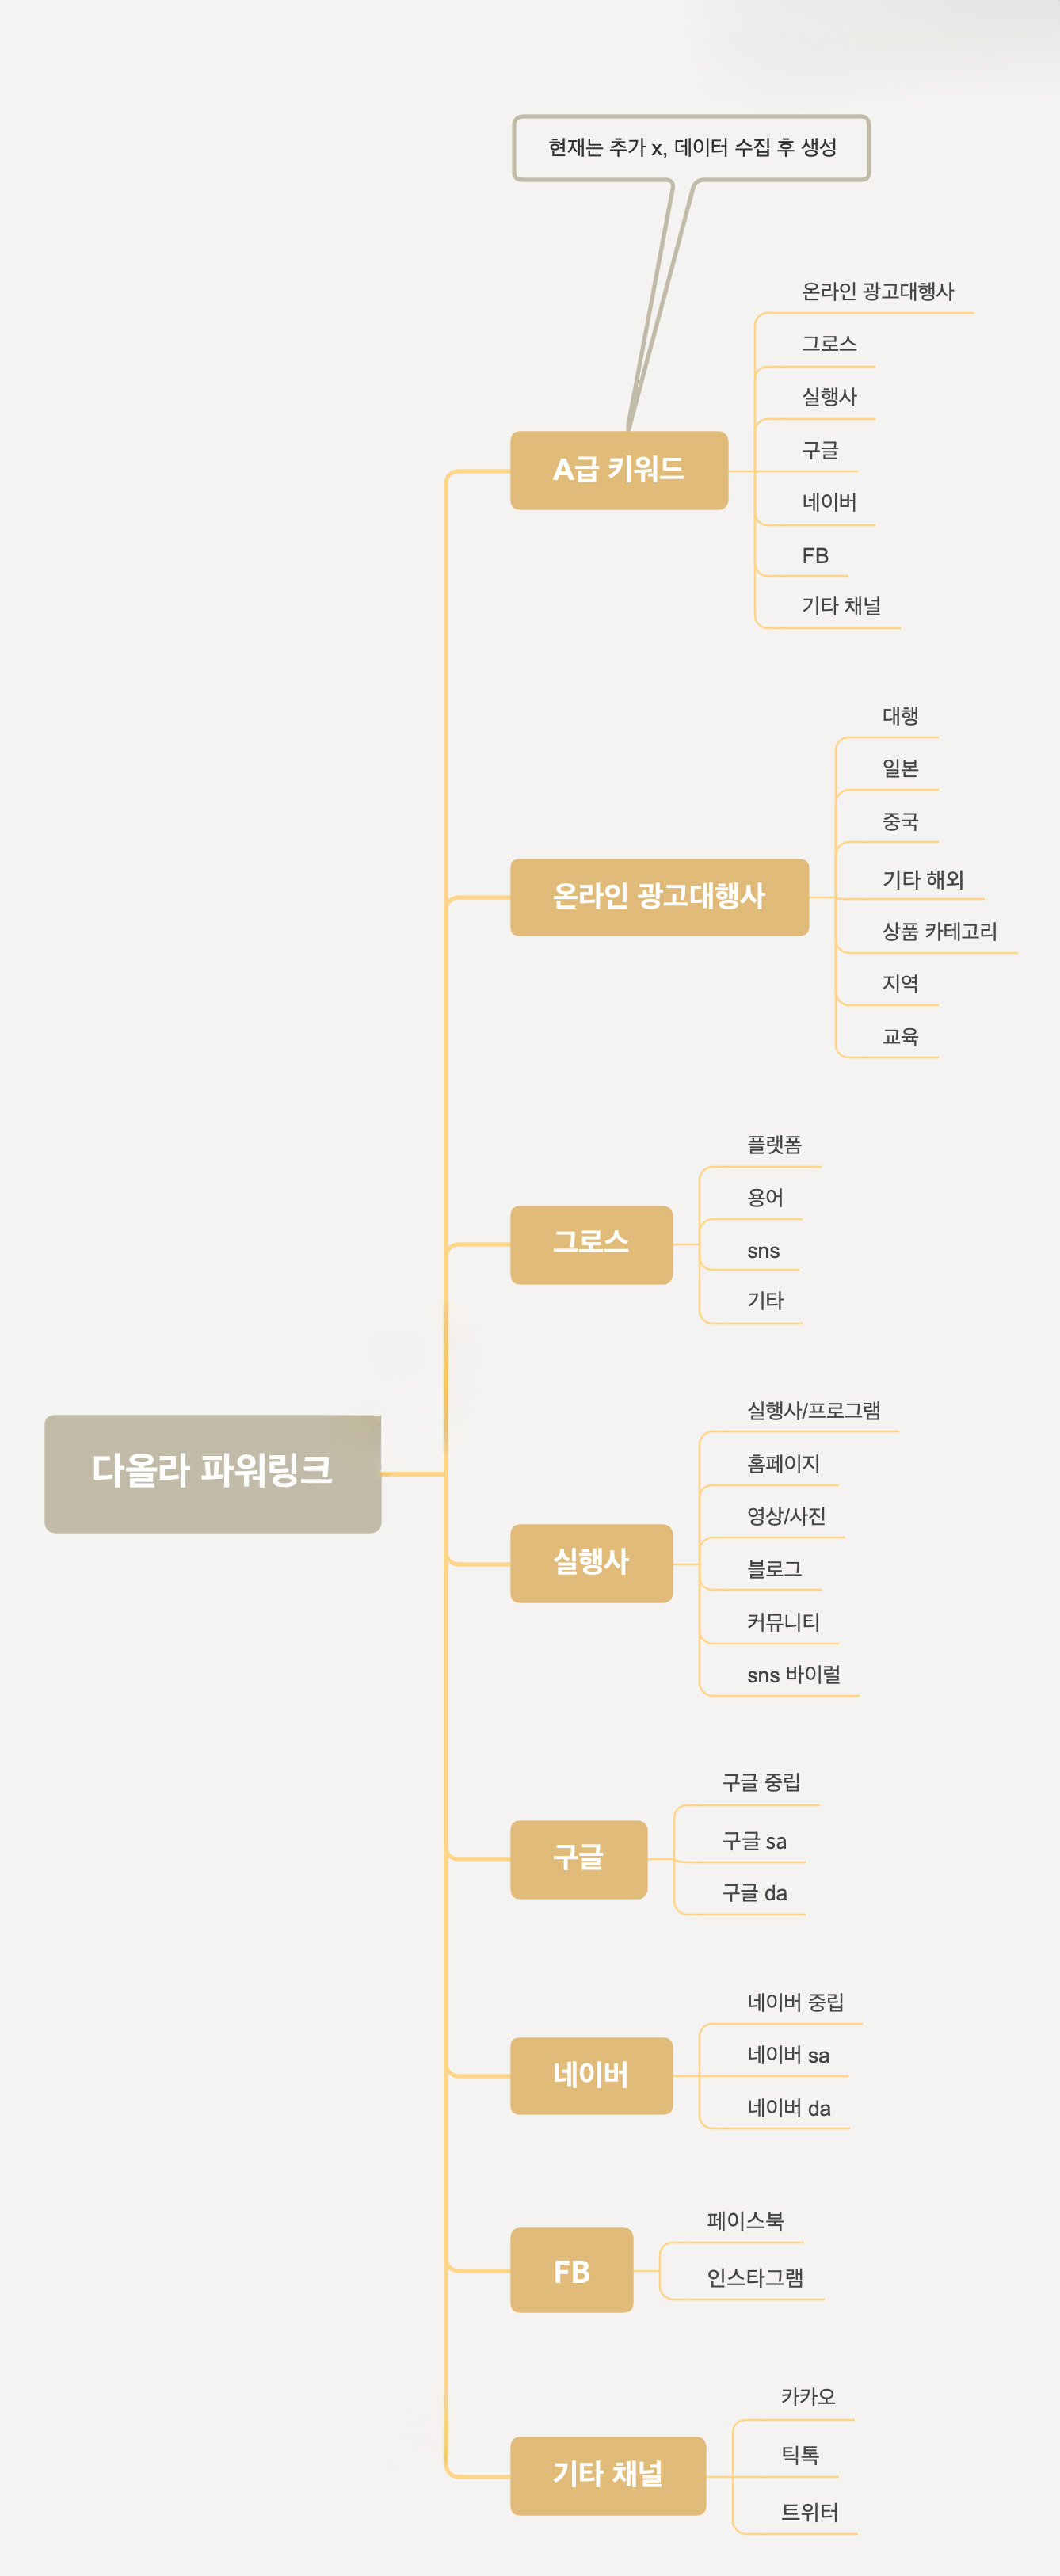 현재는 추가 x, 데이터 수집 후 생성
다올라 파워링크
A급 키워드
온라인 광고대행사
그로스
실행사
구글
네이버
FB
기타 채널
온라인 광고대행사
대행
일본
중국
기타 해외
상품 카테고리
지역
교육
그로스
플랫폼
용어
sns
기타
실행사
실행사/프로그램
홈페이지
영상/사진
블로그
커뮤니티
sns 바이럴
구글
구글 중립
구글 sa
구글 da
네이버
네이버 중립
네이버 sa
네이버 da
FB
페이스북
인스타그램
기타 채널
카카오
틱톡
트위터